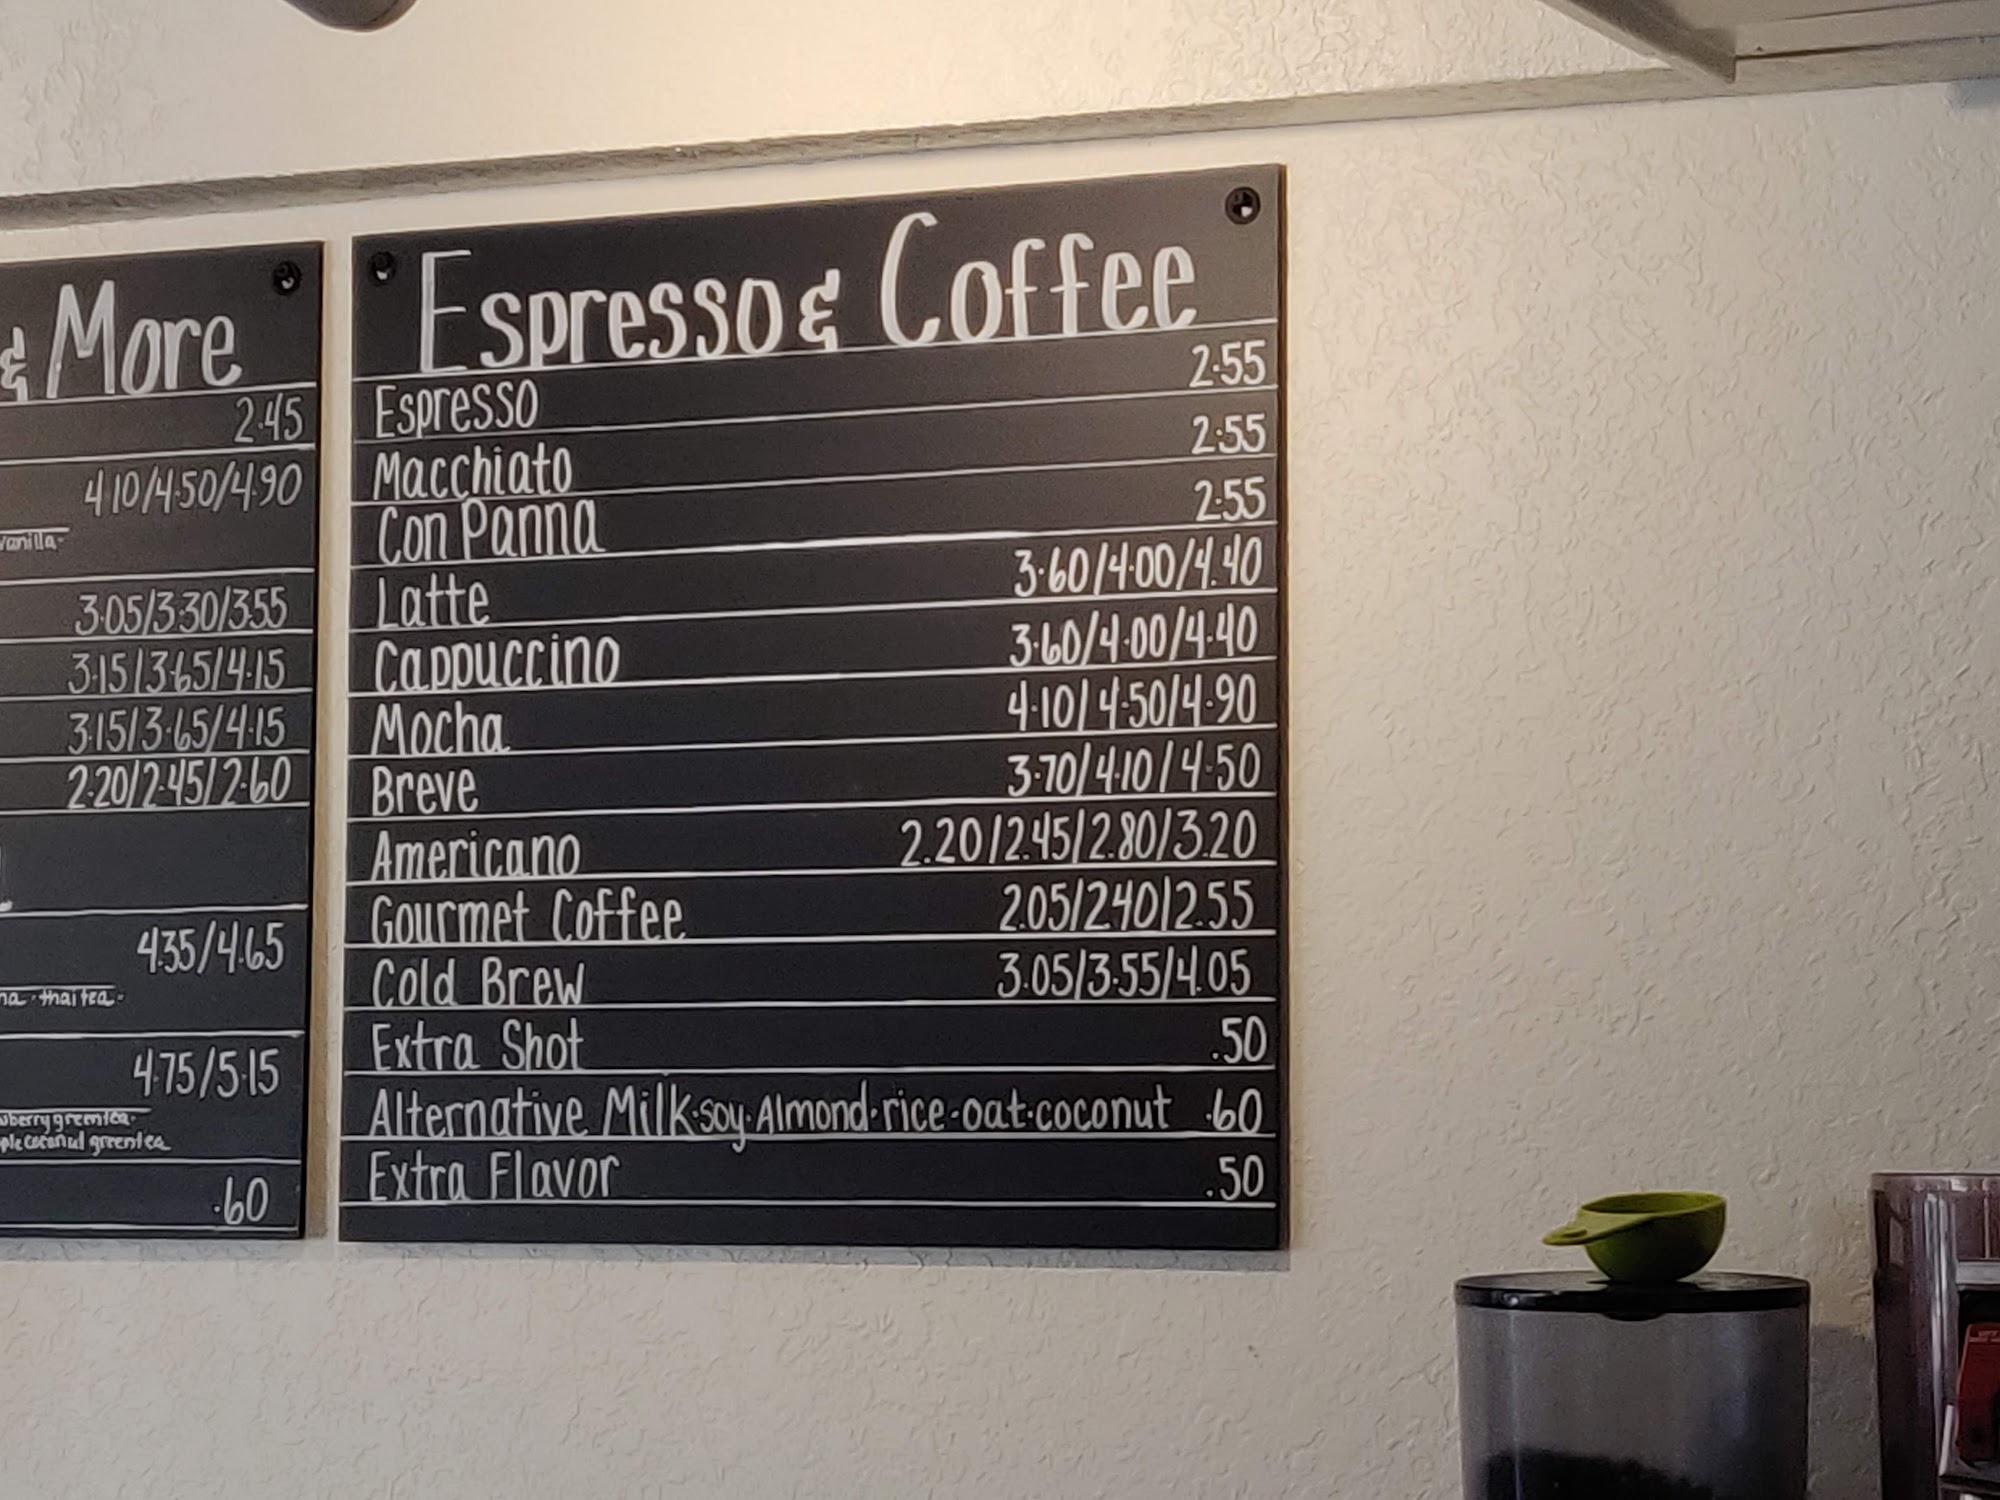 & More
2.45
4.10/4.50/4.90
vanilla.
3.05/3.30/3.55
3.15/3.65/4.15
3.15/3.65/4.15
2.20/2.45/2.60
4.35/4.65
thai tea.
4.75/5.15
green tea.
coconut green tea
.60
Espresso & Coffee
Espresso 2.55
Macchiato 2.55
Con Panna 2.55
Latte 3.60/4.00/4.40
Cappuccino 3.60/4.00/4.40
Mocha 4.10/4.50/4.90
Breve 3.70/4.10/4.50
Americano 2.20/2.45/2.80/3.20
Gourmet Coffee 2.05/2.40/2.55
Cold Brew 3.05/3.55/4.05
Extra Shot .50
Alternative Milk·soy·Almond·rice·oat·coconut .60
Extra Flavor .50